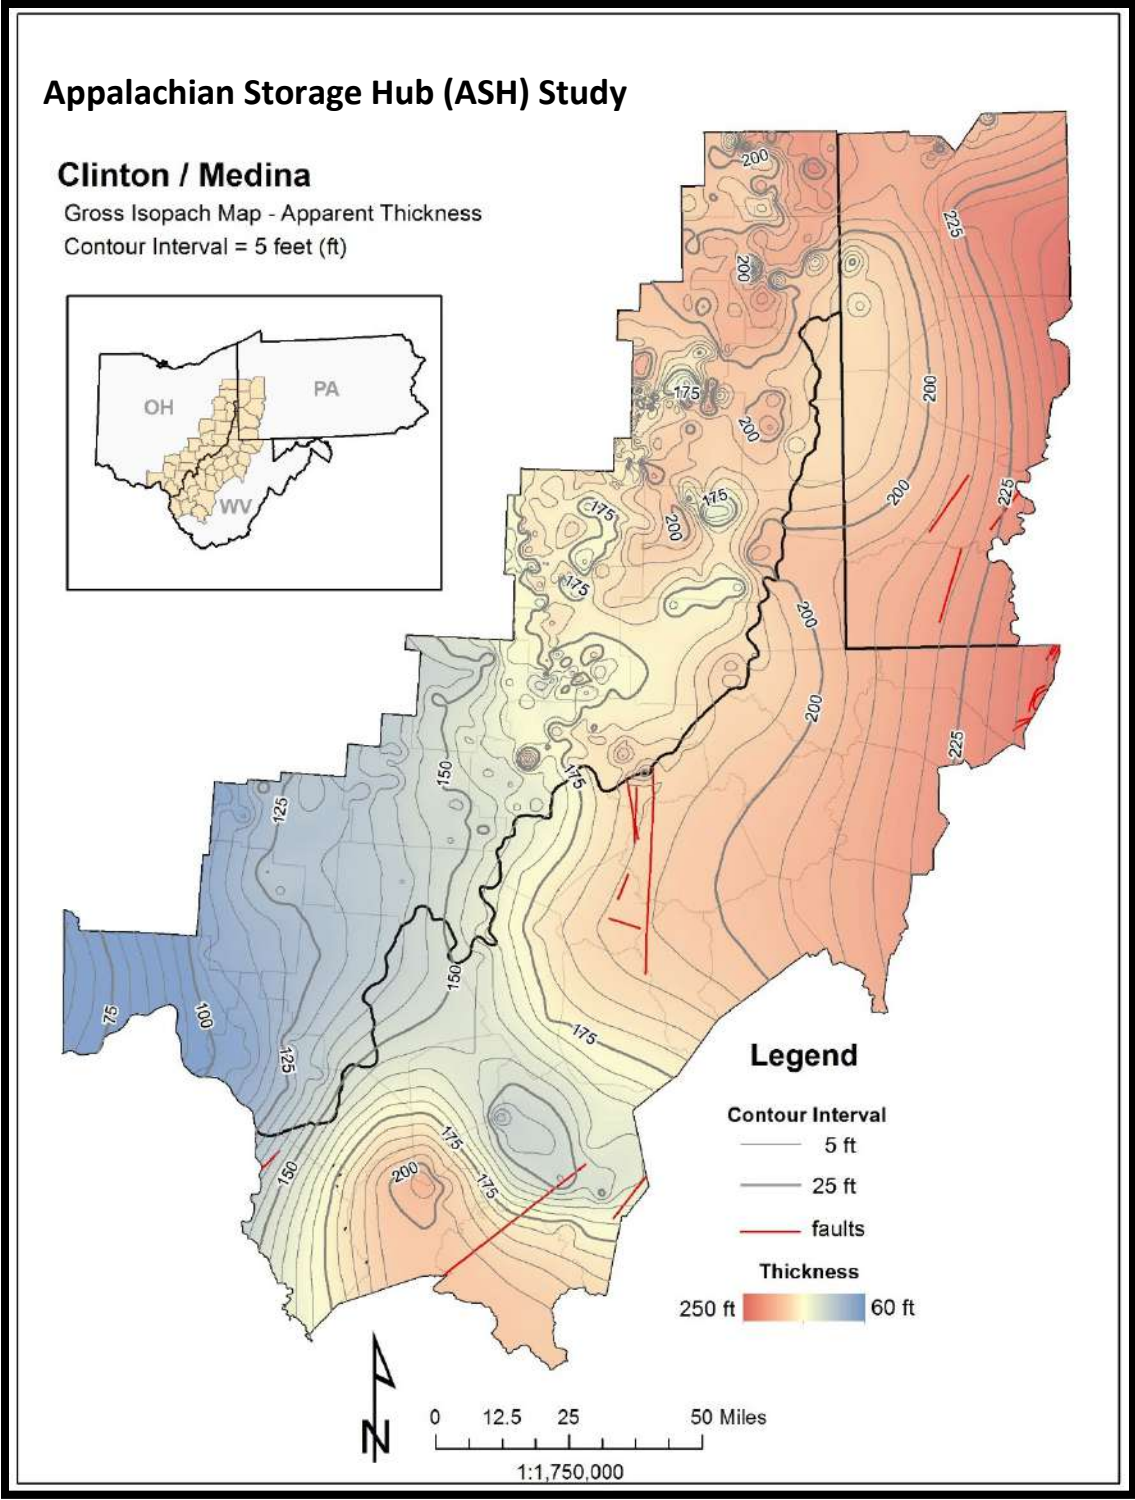 Appalachian Storage Hub (ASH) Study
Clinton / Medina
Gross Isopach Map - Apparent Thickness
Contour Interval = 5 feet (ft)
OH
PA
WV
200
225
200
175
200
200
200
225
175
200
175
175
200
200
225
150
175
125
150
175
75
100
125
175
200
175
150
Legend
Contour Interval
5 ft
25 ft
faults
Thickness
250 ft
60 ft
N
0 12.5 25 50 Miles
1:1,750,000